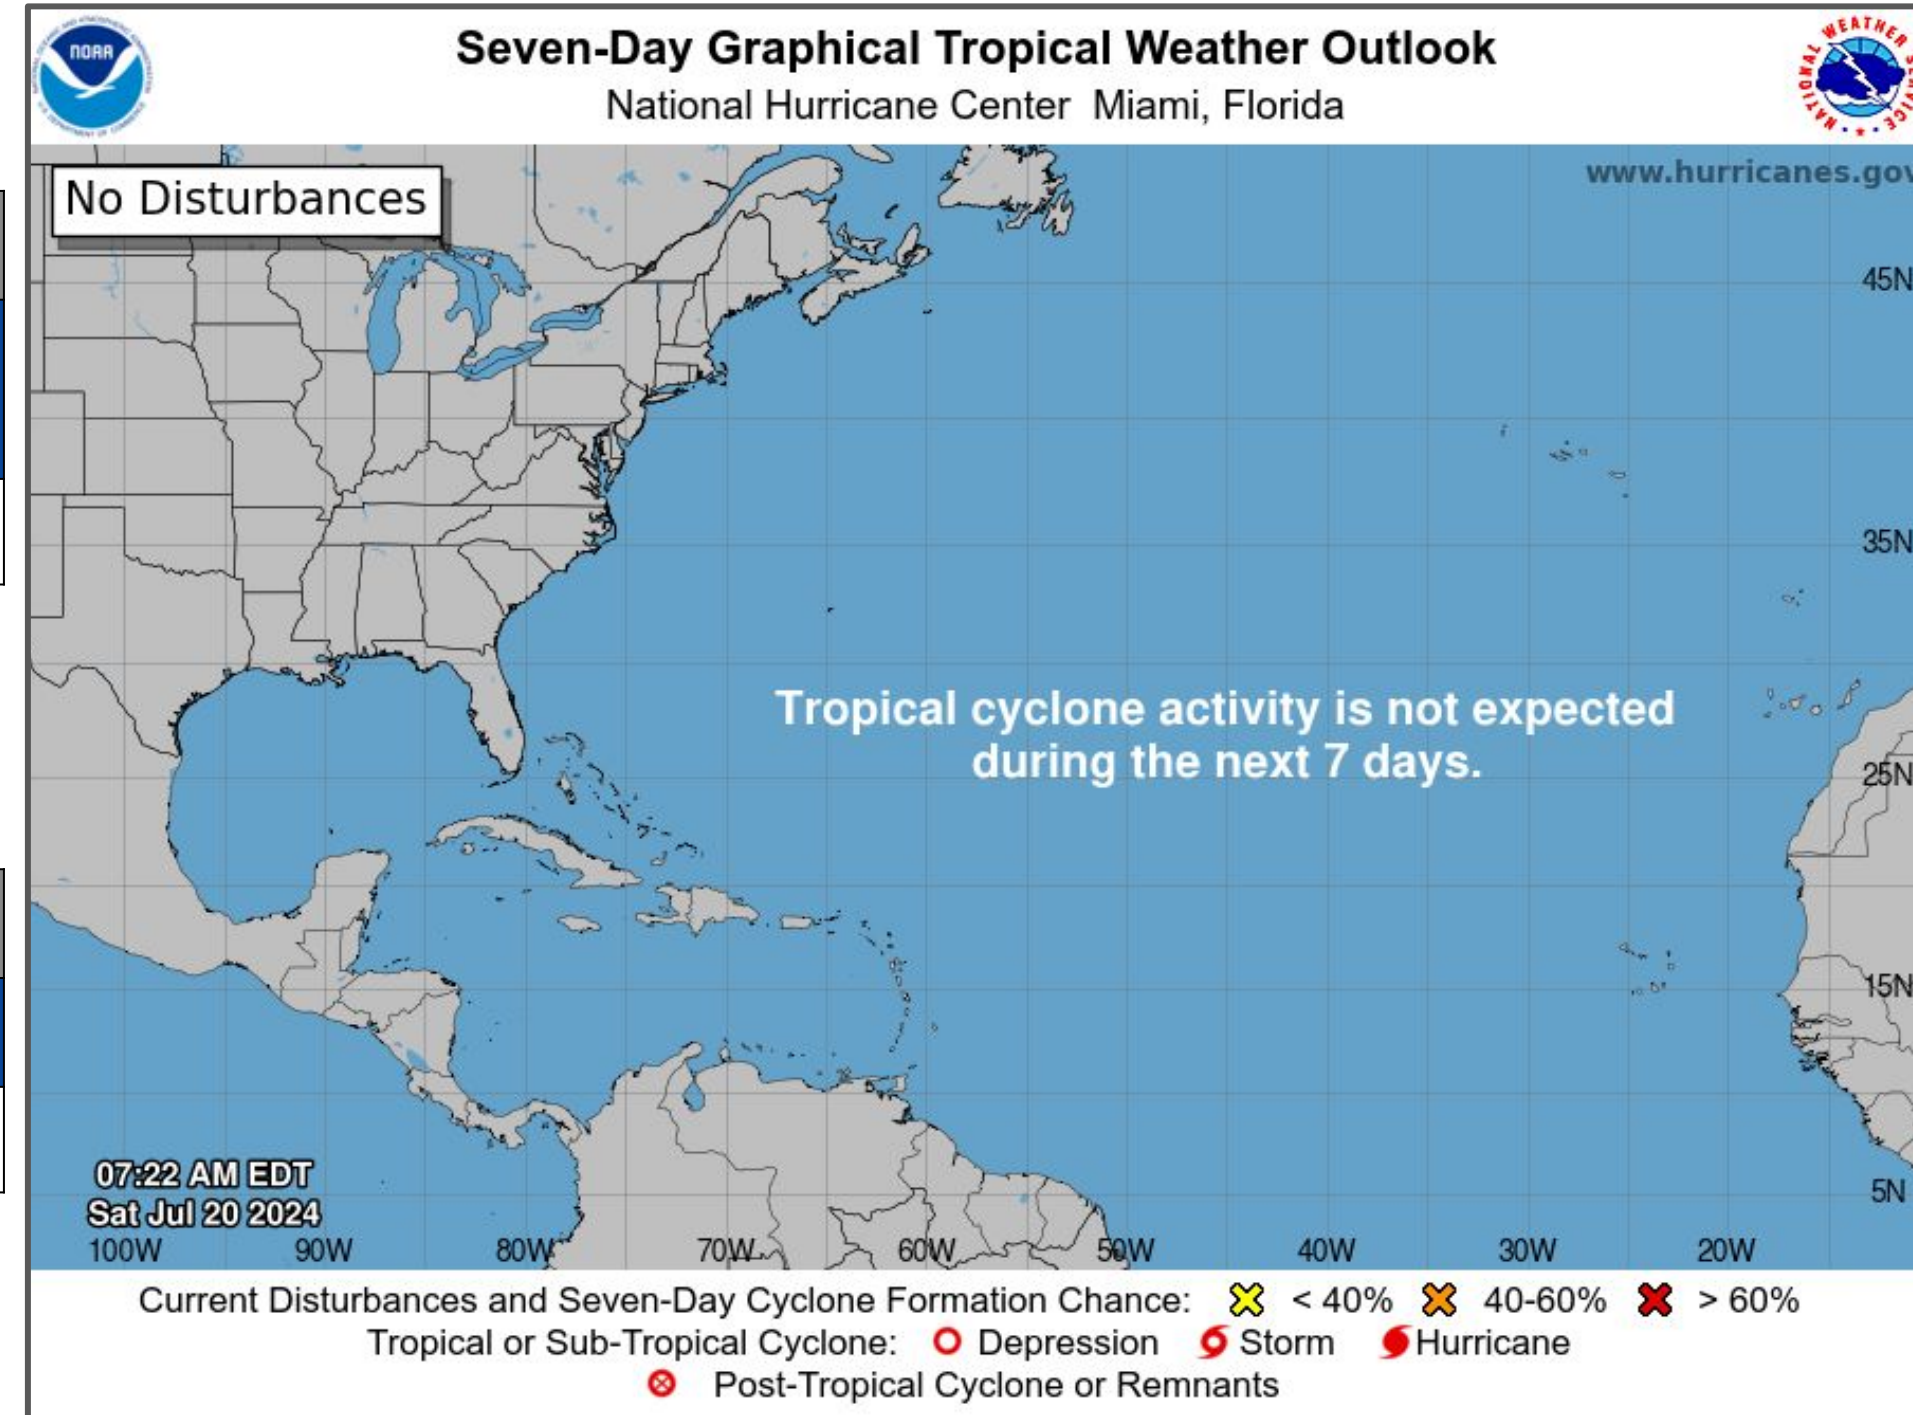 NOAA
Seven-Day Graphical Tropical Weather Outlook
National Hurricane Center Miami, Florida
NATIONAL WEATHER
No Disturbances
www.hurricanes.gov
45N
35N
Tropical cyclone activity is not expected
during the next 7 days.
25N
15N
07:22 AM EDT
Sat Jul 20 2024
5N
100W 90W 80W 70W 60W 50W 40W 30W 20W
Current Disturbances and Seven-Day Cyclone Formation Chance: < 40% 40-60% > 60%
Tropical or Sub-Tropical Cyclone: Depression Storm Hurricane
Post-Tropical Cyclone or Remnants